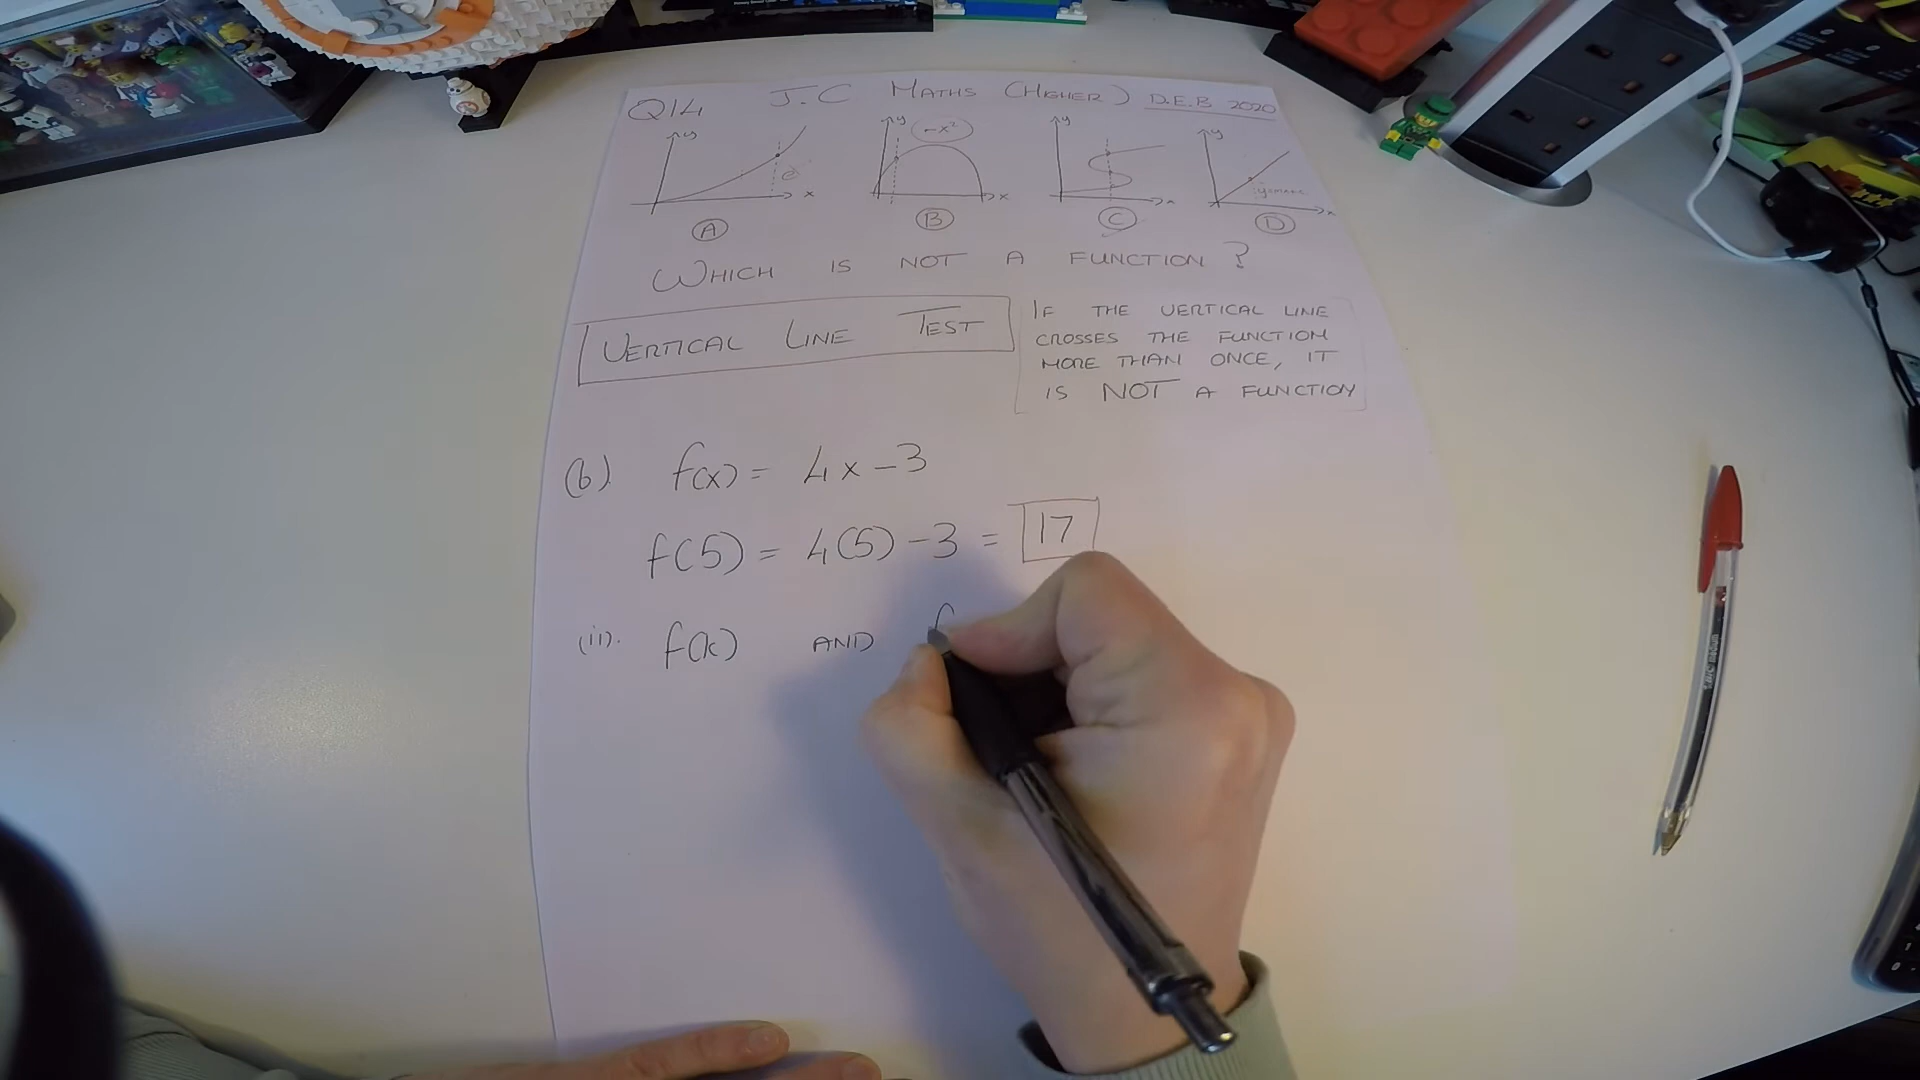 Q14 J.C MATHS (HIGHER) D.E.B 2020
y y -x² y y
x x x x
A B C D
WHICH IS NOT A FUNCTION ?
VERTICAL LINE TEST
IF THE VERTICAL LINE
CROSSES THE FUNCTION
MORE THAN ONCE, IT
IS NOT A FUNCTION
(b). f(x) = 4x - 3
f(5) = 4(5) - 3 = 17
(ii). f(k) AND f